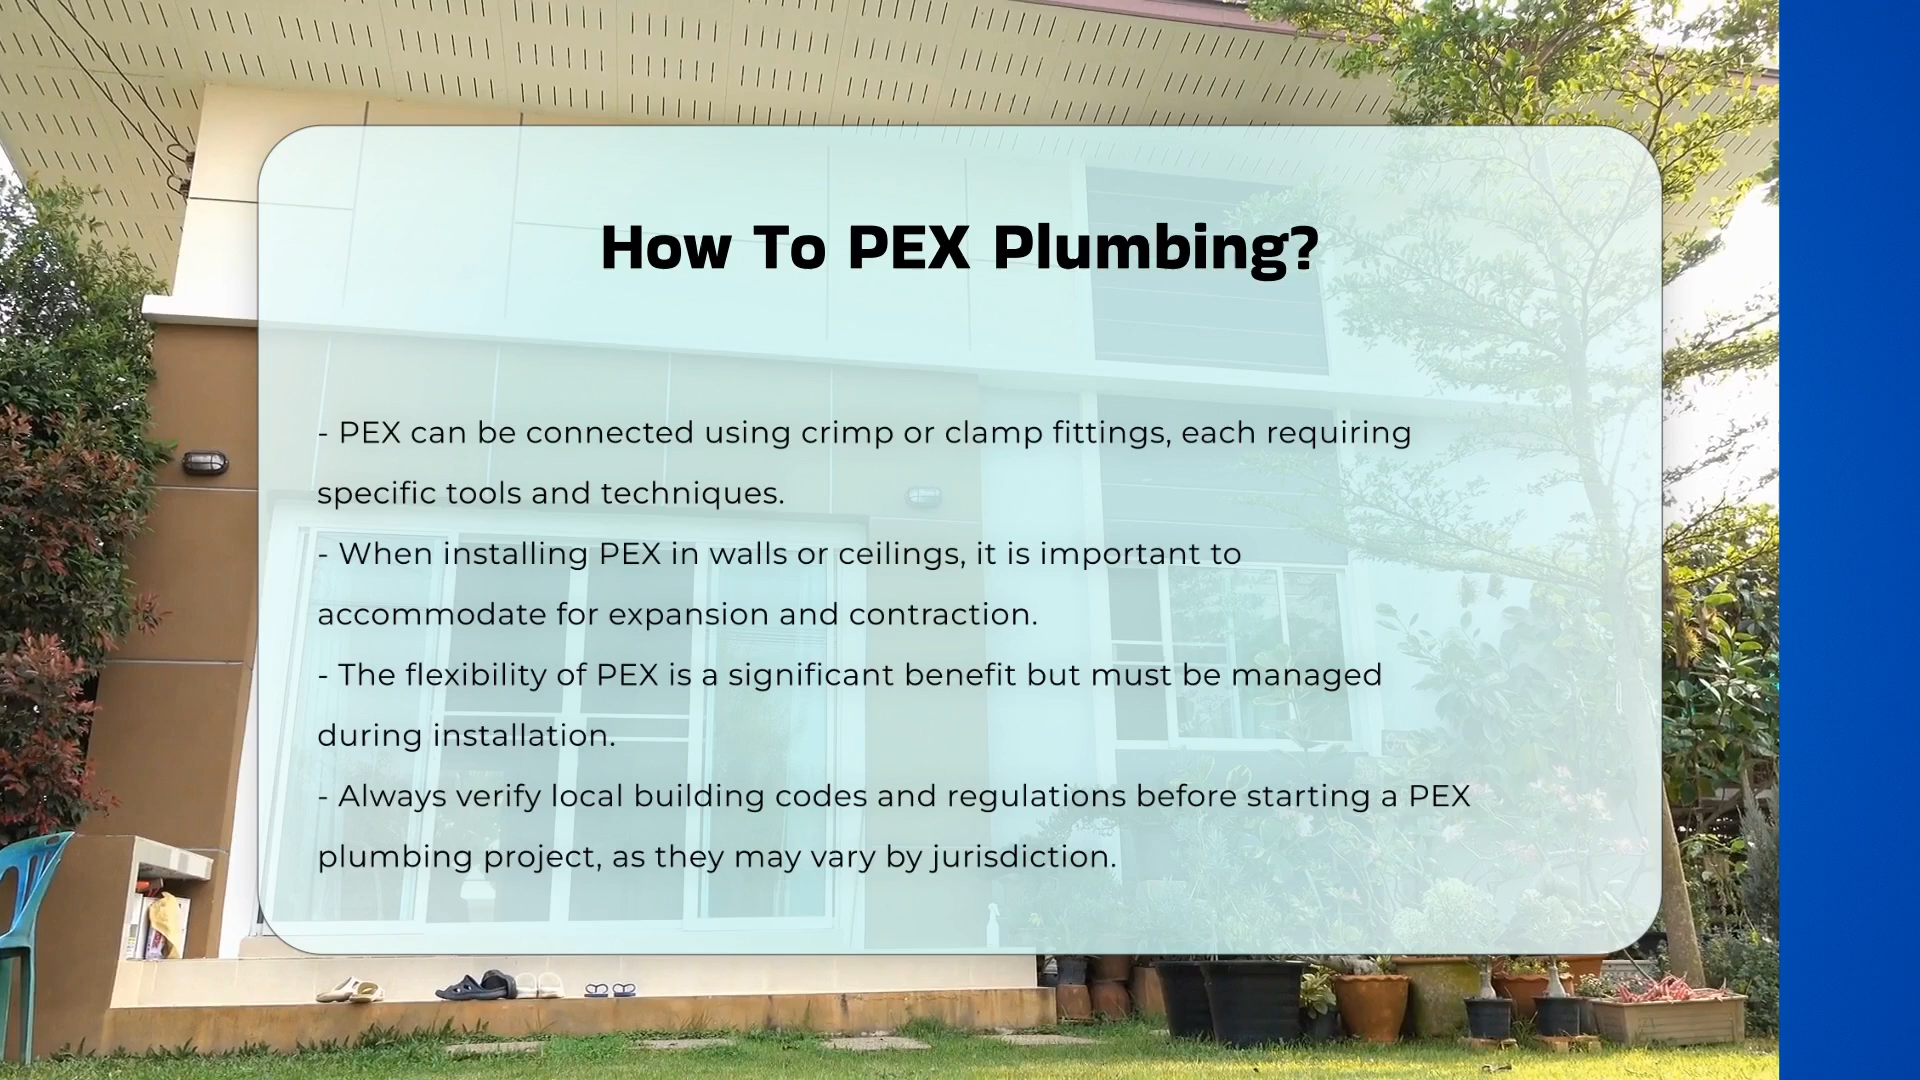 How To PEX Plumbing?
- PEX can be connected using crimp or clamp fittings, each requiring
specific tools and techniques.
- When installing PEX in walls or ceilings, it is important to
accommodate for expansion and contraction.
- The flexibility of PEX is a significant benefit but must be managed
during installation.
- Always verify local building codes and regulations before starting a PEX
plumbing project, as they may vary by jurisdiction.